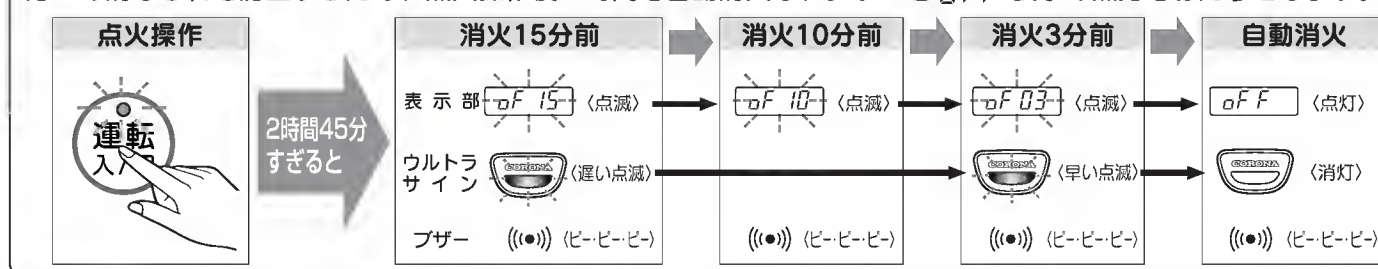 点火操作
運転
入/
2時間45分
すぎると
消火15分前
表示部 oF 15 〈点滅〉
ウルトラ
サイン CORONA 〈遅い点滅〉
ブザー 〈ピー・ピー・ピー〉
消火10分前
oF 10 〈点滅〉
〈ピー・ピー・ピー〉
消火3分前
oF 03 〈点滅〉
CORONA 〈早い点滅〉
〈ピー・ピー・ピー〉
自動消火
oFF 〈点灯〉
CORONA 〈消灯〉
〈ピー・ピー・ピー〉